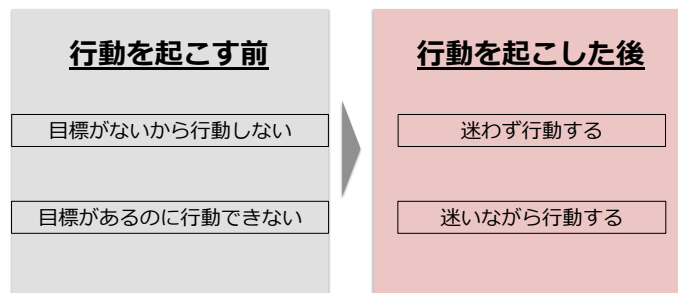 行動を起こす前
目標がないから行動しない
目標があるのに行動できない
行動を起こした後
迷わず行動する
迷いながら行動する